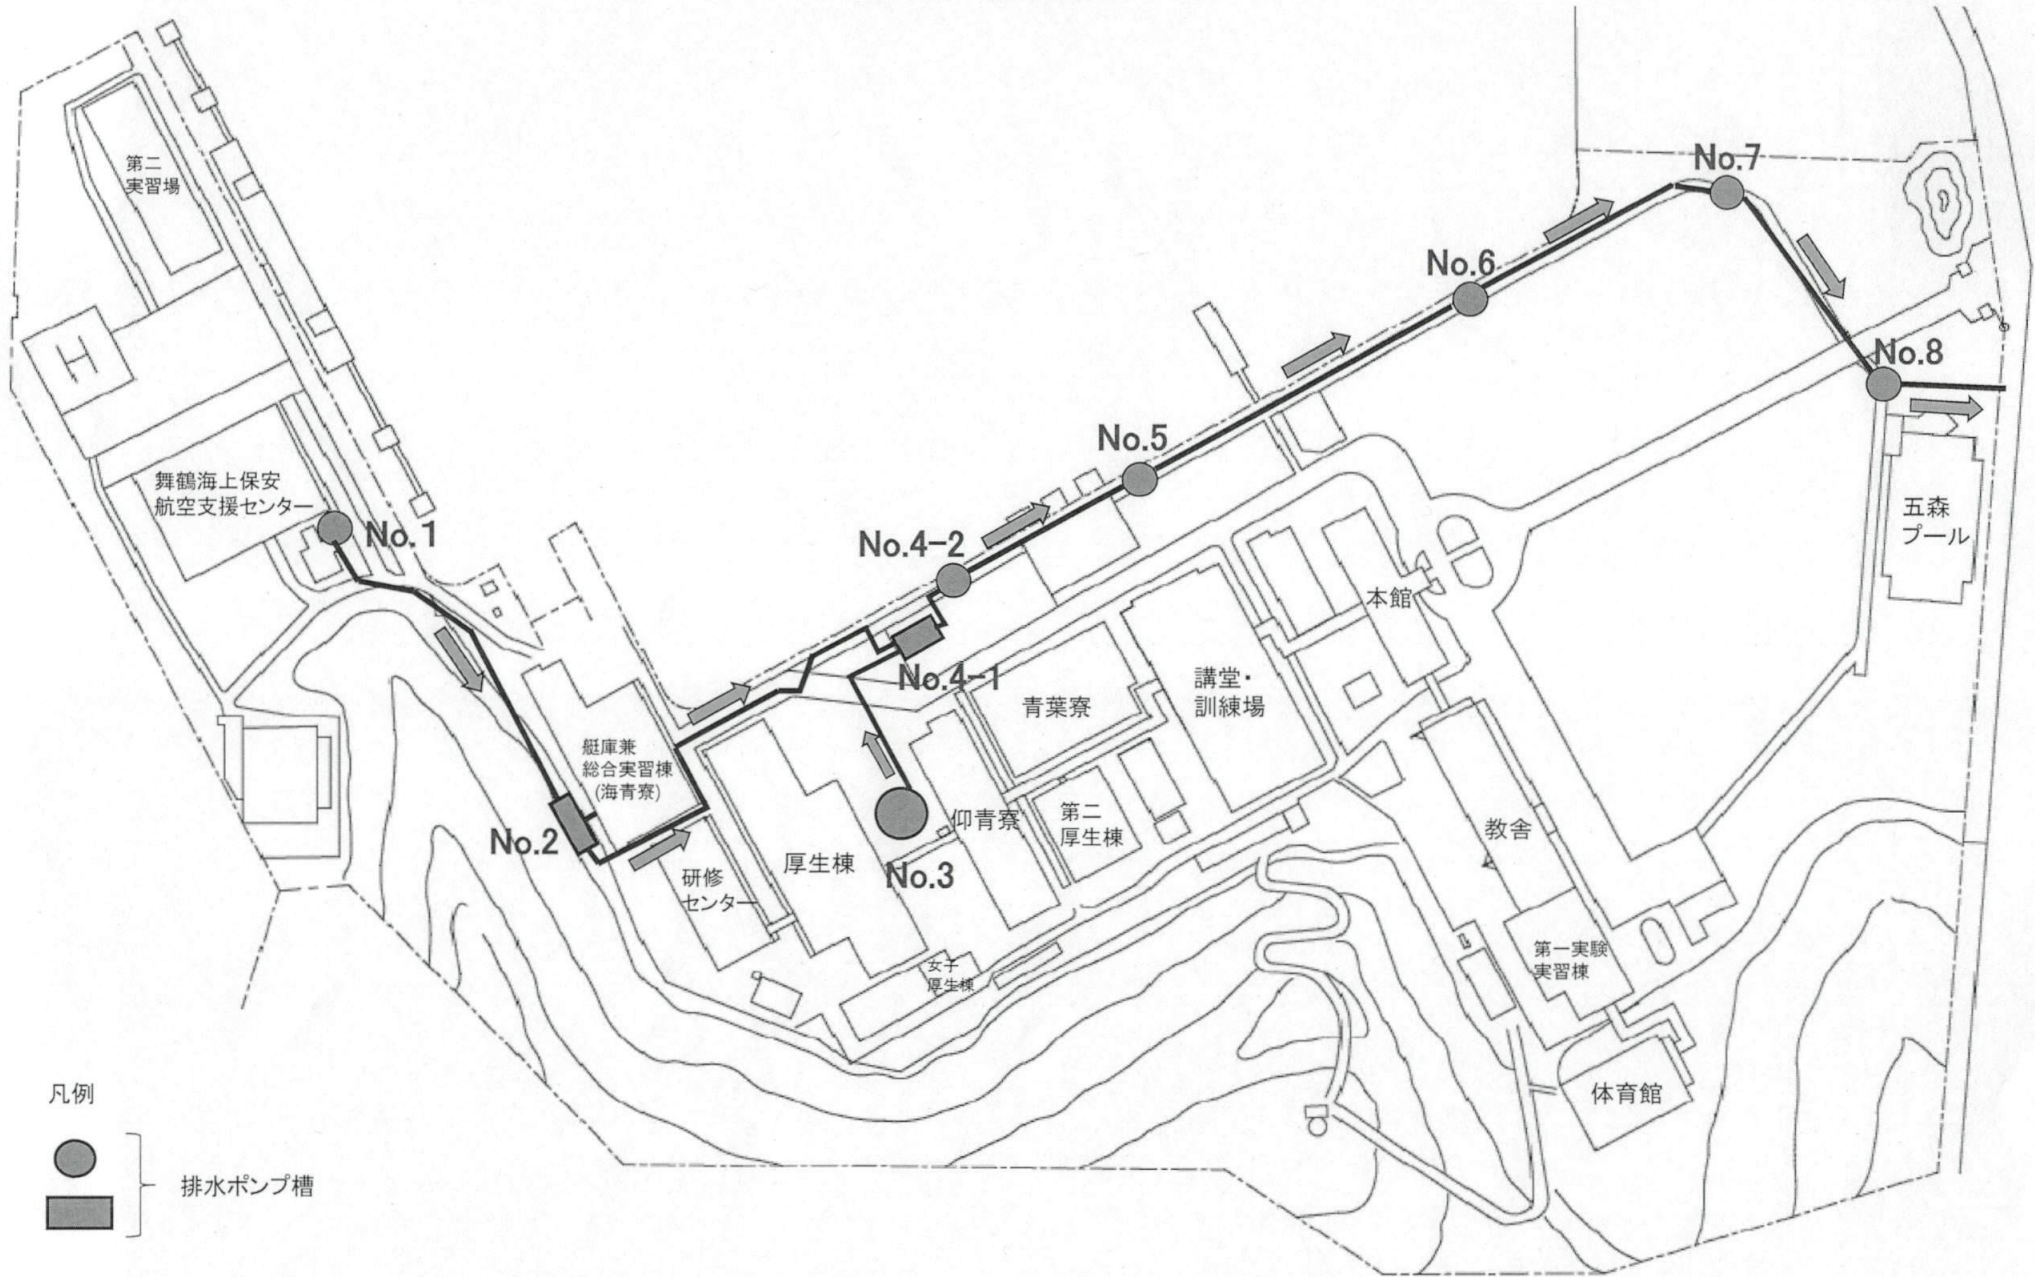 第二
実習場
No.7
No.6
No.8
No.5
舞鶴海上保安
航空支援センター
No.1
No.4-2
五森
プール
本館
No.4-1
青葉寮
講堂・
訓練場
艇庫兼
総合実習棟
(海青寮)
No.2
研修
センター
厚生棟
No.3
仰青寮
第二
厚生棟
教舎
女子
厚生棟
第一実験
実習棟
体育館
凡例
排水ポンプ槽